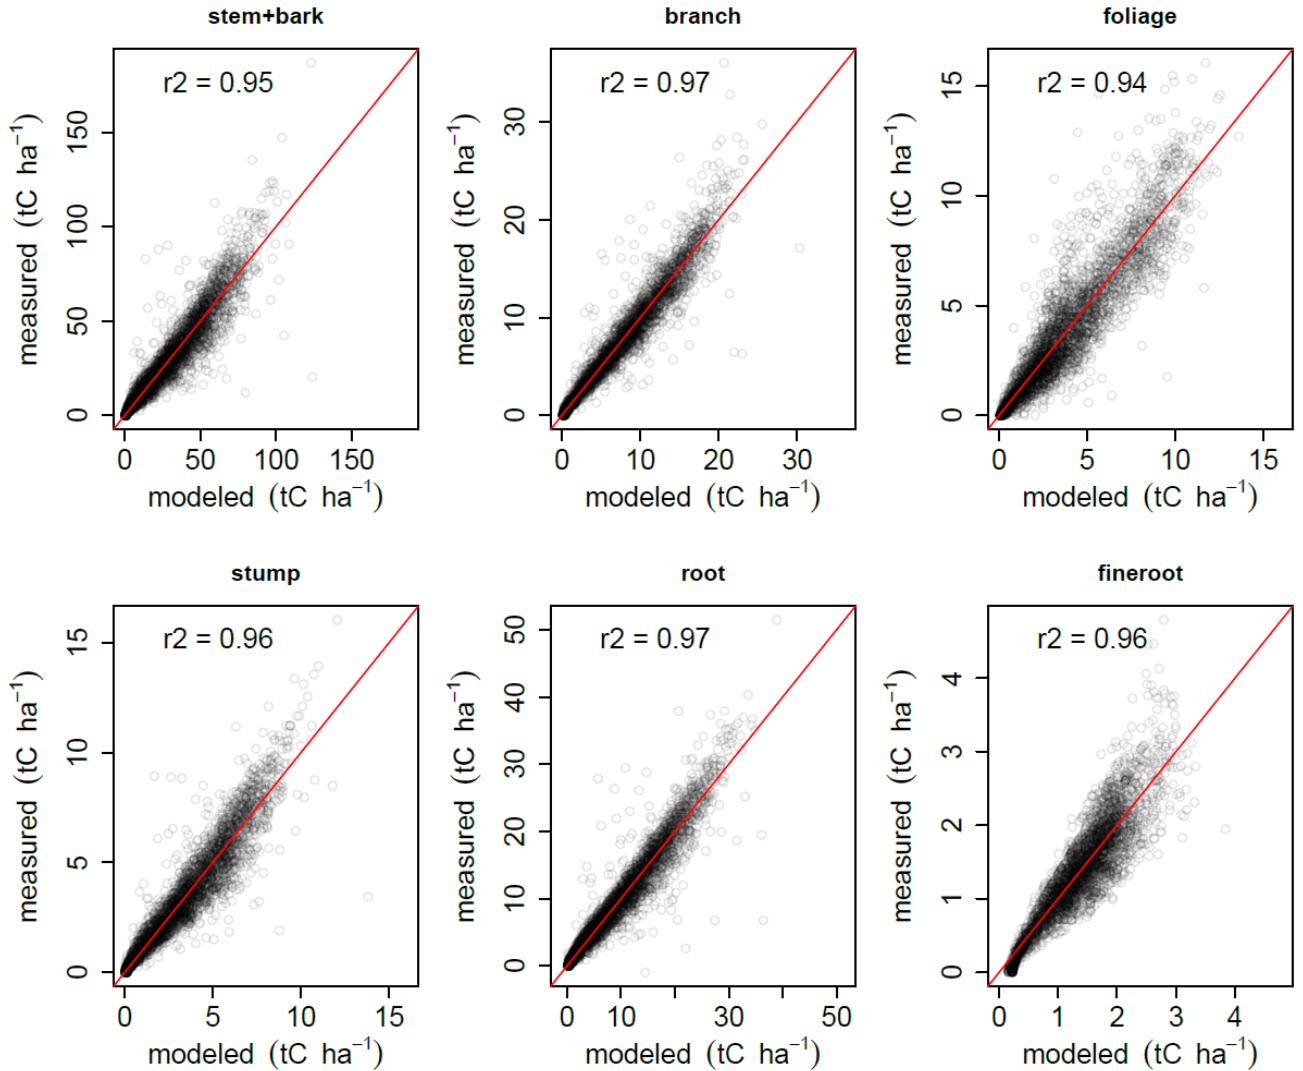 stem+bark
r2 = 0.95
measured (tC ha⁻¹)
0 50 100 150
0 50 100 150
modeled (tC ha⁻¹)
branch
r2 = 0.97
measured (tC ha⁻¹)
0 10 20 30
0 10 20 30
modeled (tC ha⁻¹)
foliage
r2 = 0.94
measured (tC ha⁻¹)
0 5 10 15
0 5 10 15
modeled (tC ha⁻¹)
stump
r2 = 0.96
measured (tC ha⁻¹)
0 5 10 15
0 5 10 15
modeled (tC ha⁻¹)
root
r2 = 0.97
measured (tC ha⁻¹)
0 10 20 30 40 50
0 10 30 50
modeled (tC ha⁻¹)
fineroot
r2 = 0.96
measured (tC ha⁻¹)
0 1 2 3 4
0 1 2 3 4
modeled (tC ha⁻¹)